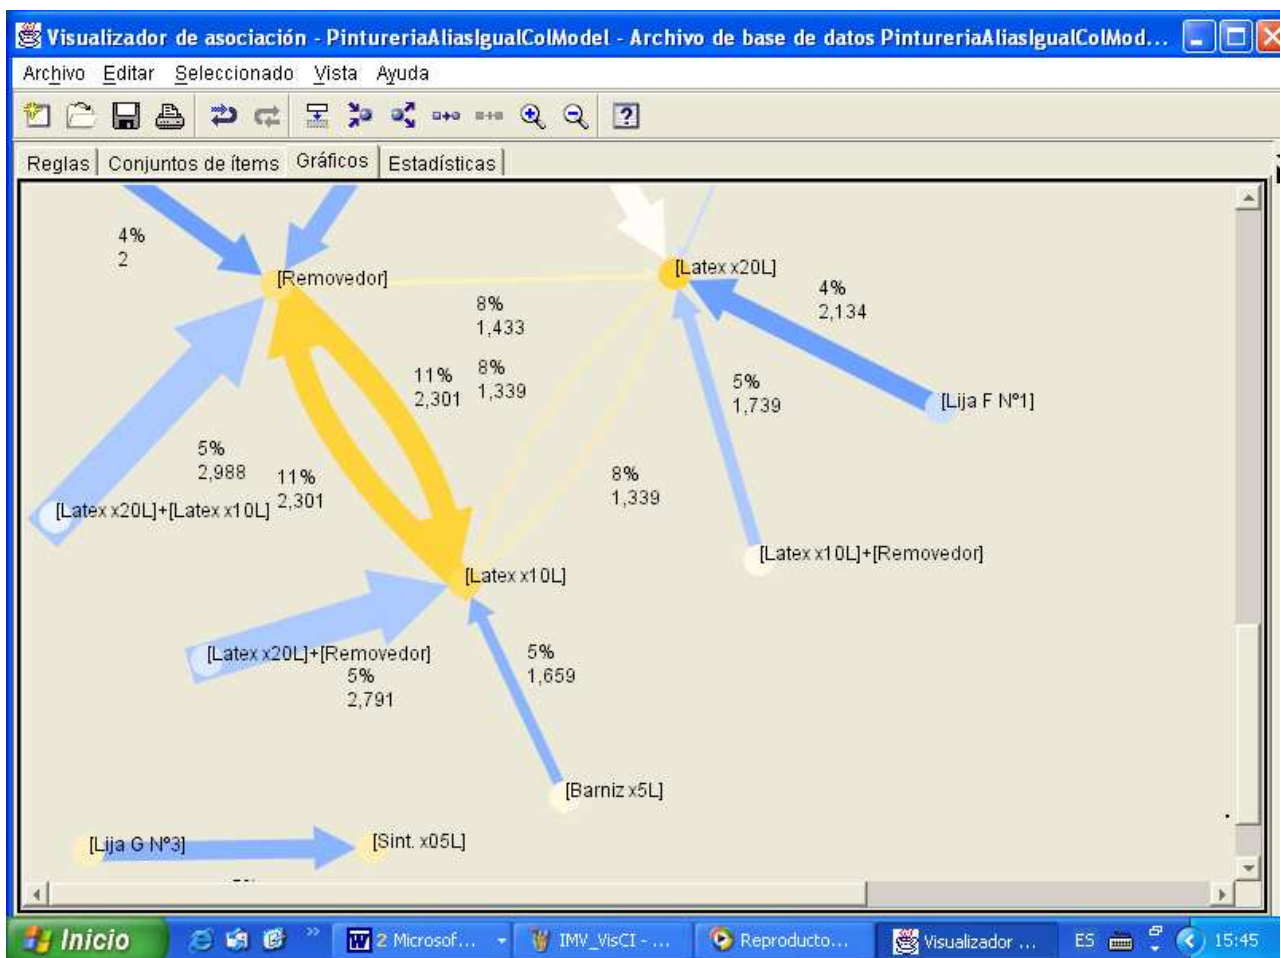 Visualizador de asociación - PintureriaAliasIgualColModel - Archivo de base de datos PintureriaAliasIgualColMod...
Archivo Editar Seleccionado Vista Ayuda
Reglas Conjuntos de ítems Gráficos Estadísticas
4%
2
[Removedor]
[Latex x20L]
4%
2,134
8%
1,433
8%
1,339
11%
2,301
5%
1,739
[Lija F Nº1]
5%
2,988
11%
2,301
8%
1,339
[Latex x20L]+[Latex x10L]
[Latex x10L]+[Removedor]
[Latex x10L]
[Latex x20L]+[Removedor]
5%
2,791
5%
1,659
[Barniz x5L]
[Lija G Nº3]
[Sint. x05L]
Inicio
2 Microsof...
IMV_VisCI - ...
Reproducto...
Visualizador ...
ES
15:45